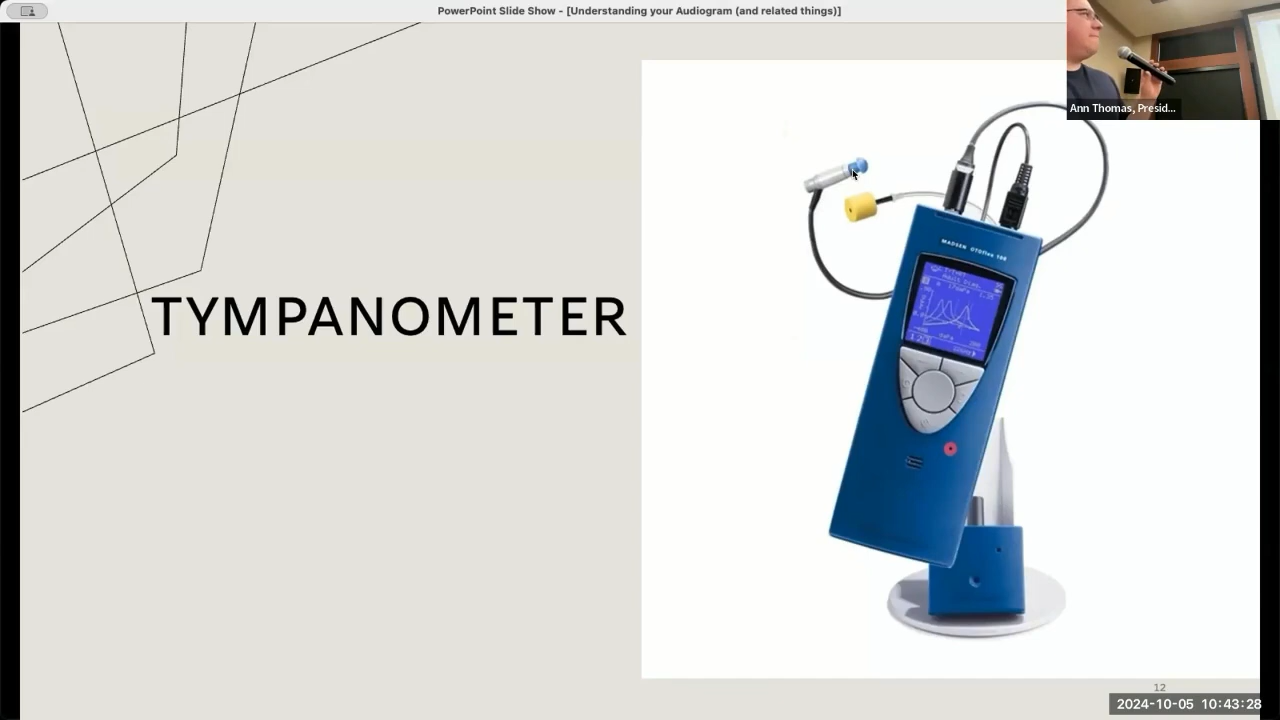 PowerPoint Slide Show - [Understanding your Audiogram (and related things)]
Ann Thomas, Presid...
TYMPANOMETER
MADSEN OTOflex 100
12
2024-10-05 10:43:28